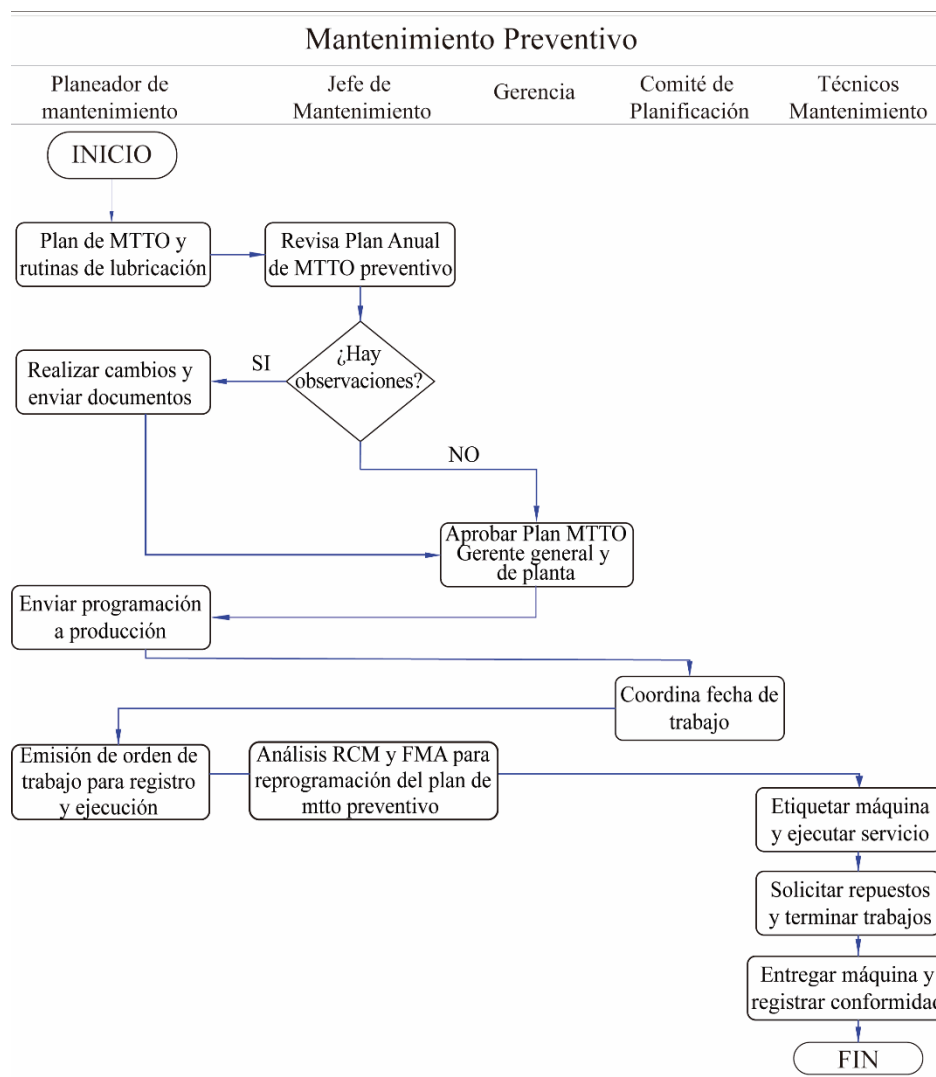 Mantenimiento Preventivo
Planeador de
mantenimiento
Jefe de
Mantenimiento
Gerencia
Comité de
Planificación
Técnicos
Mantenimiento
INICIO
Plan de MTTO y
rutinas de lubricación
Revisa Plan Anual
de MTTO preventivo
¿Hay
observaciones?
SI
Realizar cambios y
enviar documentos
NO
Aprobar Plan MTTO
Gerente general y
de planta
Enviar programación
a producción
Coordina fecha de
trabajo
Emisión de orden de
trabajo para registro
y ejecución
Análisis RCM y FMA para
reprogramación del plan de
mtto preventivo
Etiquetar máquina
y ejecutar servicio
Solicitar repuestos
y terminar trabajos
Entregar máquina y
registrar conformidad
FIN